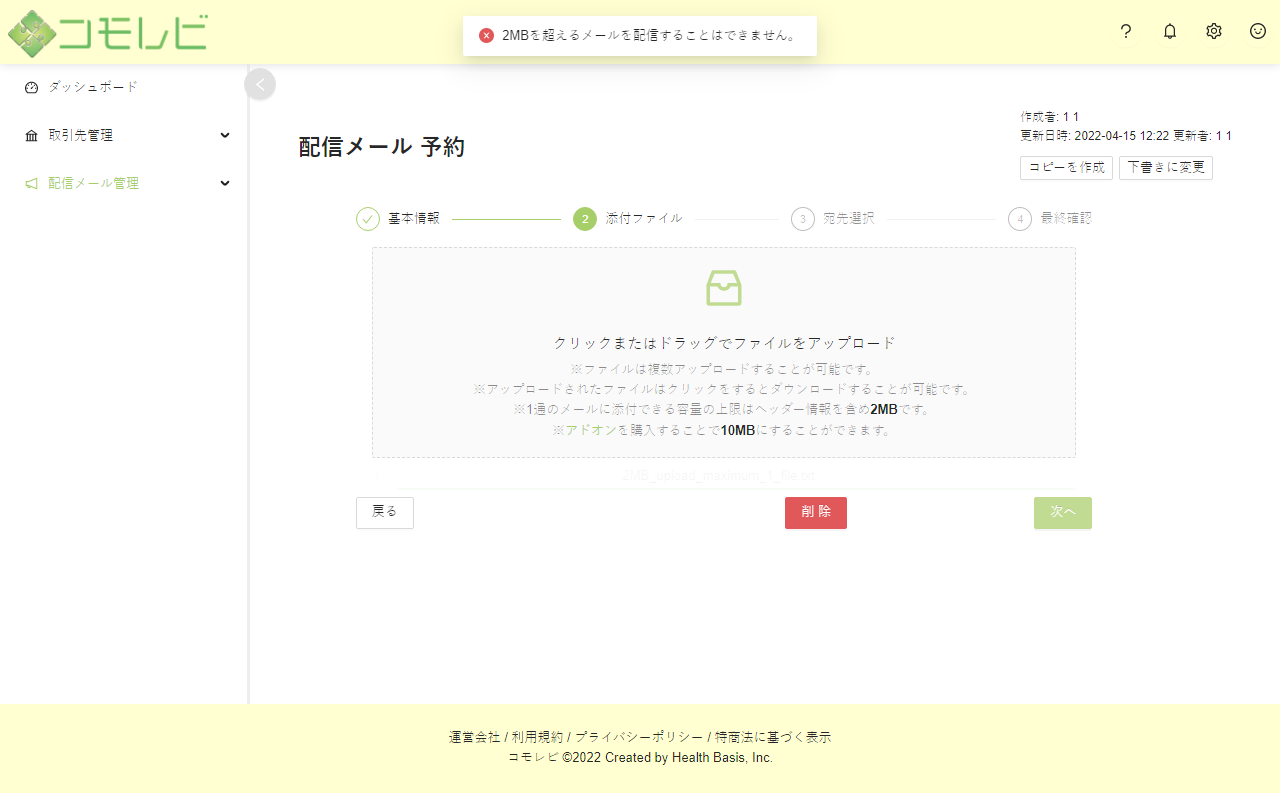 コモレビ
2MBを超えるメールを配信することはできません。
ダッシュボード
取引先管理
配信メール管理
作成者: 1 1
更新日時: 2022-04-15 12:22 更新者: 1 1
配信メール 予約
コピーを作成 下書きに変更
基本情報 2 添付ファイル 3 宛先選択 4 最終確認
クリックまたはドラッグでファイルをアップロード
※ファイルは複数アップロードすることが可能です。
※アップロードされたファイルはクリックをするとダウンロードすることが可能です。
※1通のメールに添付できる容量の上限はヘッダー情報を含め2MBです。
※アドオンを購入することで10MBにすることができます。
2MB_upload_maximum_1_file.txt
戻る 削 除 次へ
運営会社 / 利用規約 / プライバシーポリシー / 特商法に基づく表示
コモレビ ©2022 Created by Health Basis, Inc.